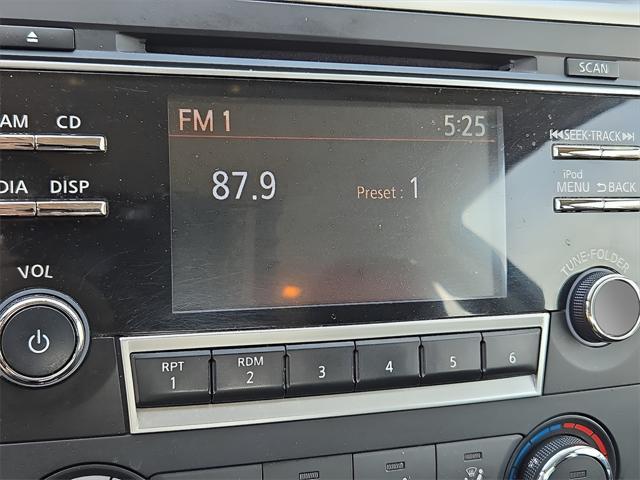 SCAN
FM 1 5:25
AM CD
SEEK·TRACK
87.9 Preset : 1
DIA DISP
iPod
MENU BACK
VOL
TUNE·FOLDER
RPT RDM
1 2 3 4 5 6